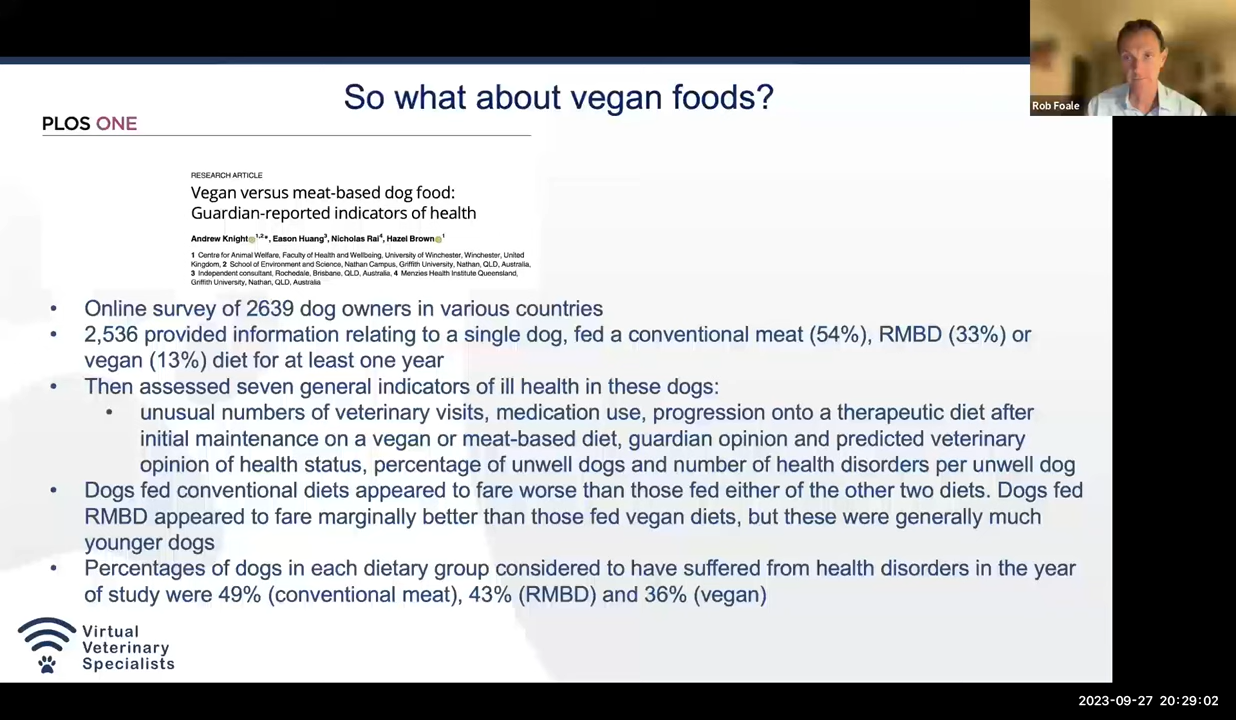 So what about vegan foods?
Rob Foale
PLOS ONE
RESEARCH ARTICLE
Vegan versus meat-based dog food:
Guardian-reported indicators of health
Andrew Knight1,2*, Eason Huang3, Nicholas Rai4, Hazel Brown1
1 Centre for Animal Welfare, Faculty of Health and Wellbeing, University of Winchester, Winchester, United
Kingdom, 2 School of Environment and Science, Nathan Campus, Griffith University, Nathan, QLD, Australia,
3 Independent consultant, Rochedale, Brisbane, QLD, Australia, 4 Menzies Health Institute Queensland,
Griffith University, Nathan, QLD, Australia
• Online survey of 2639 dog owners in various countries
• 2,536 provided information relating to a single dog, fed a conventional meat (54%), RMBD (33%) or
vegan (13%) diet for at least one year
• Then assessed seven general indicators of ill health in these dogs:
• unusual numbers of veterinary visits, medication use, progression onto a therapeutic diet after
initial maintenance on a vegan or meat-based diet, guardian opinion and predicted veterinary
opinion of health status, percentage of unwell dogs and number of health disorders per unwell dog
• Dogs fed conventional diets appeared to fare worse than those fed either of the other two diets. Dogs fed
RMBD appeared to fare marginally better than those fed vegan diets, but these were generally much
younger dogs
• Percentages of dogs in each dietary group considered to have suffered from health disorders in the year
of study were 49% (conventional meat), 43% (RMBD) and 36% (vegan)
Virtual
Veterinary
Specialists
2023-09-27 20:29:02